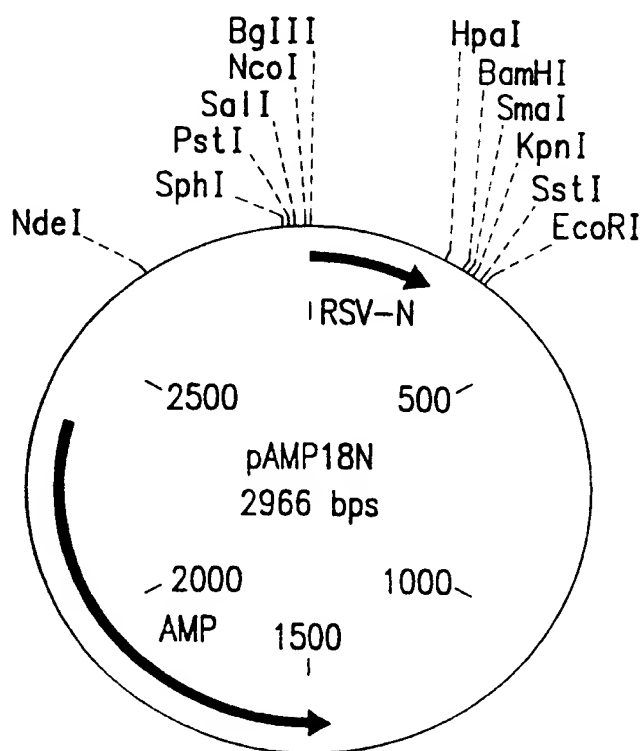 BglII
NcoI
SalI
PstI
SphI
NdeI
HpaI
BamHI
SmaI
KpnI
SstI
EcoRI
RSV-N
2500
500
pAMP18N
2966 bps
2000
1000
AMP
1500